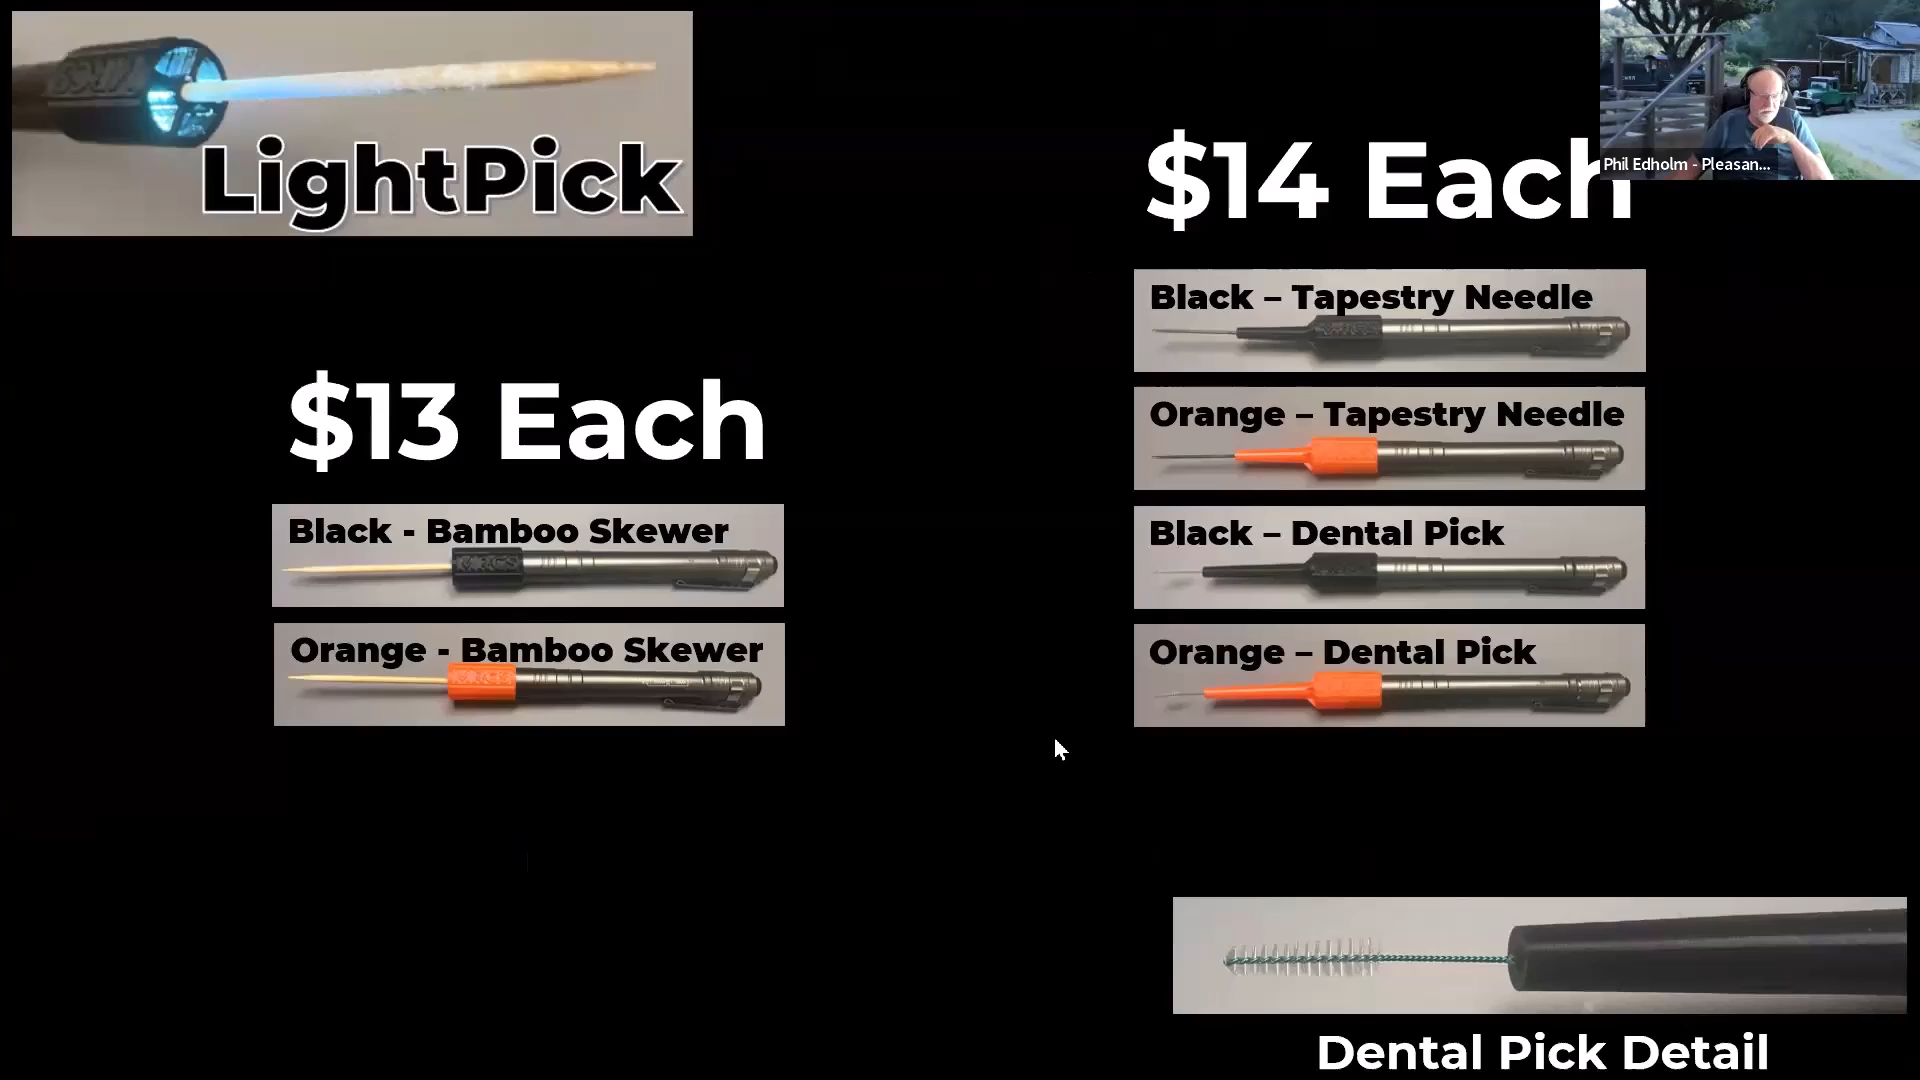 LightPick
$14 Each
Phil Edholm - Pleasan...
Black – Tapestry Needle
Orange – Tapestry Needle
$13 Each
Black - Bamboo Skewer
Orange - Bamboo Skewer
Black – Dental Pick
Orange – Dental Pick
Dental Pick Detail